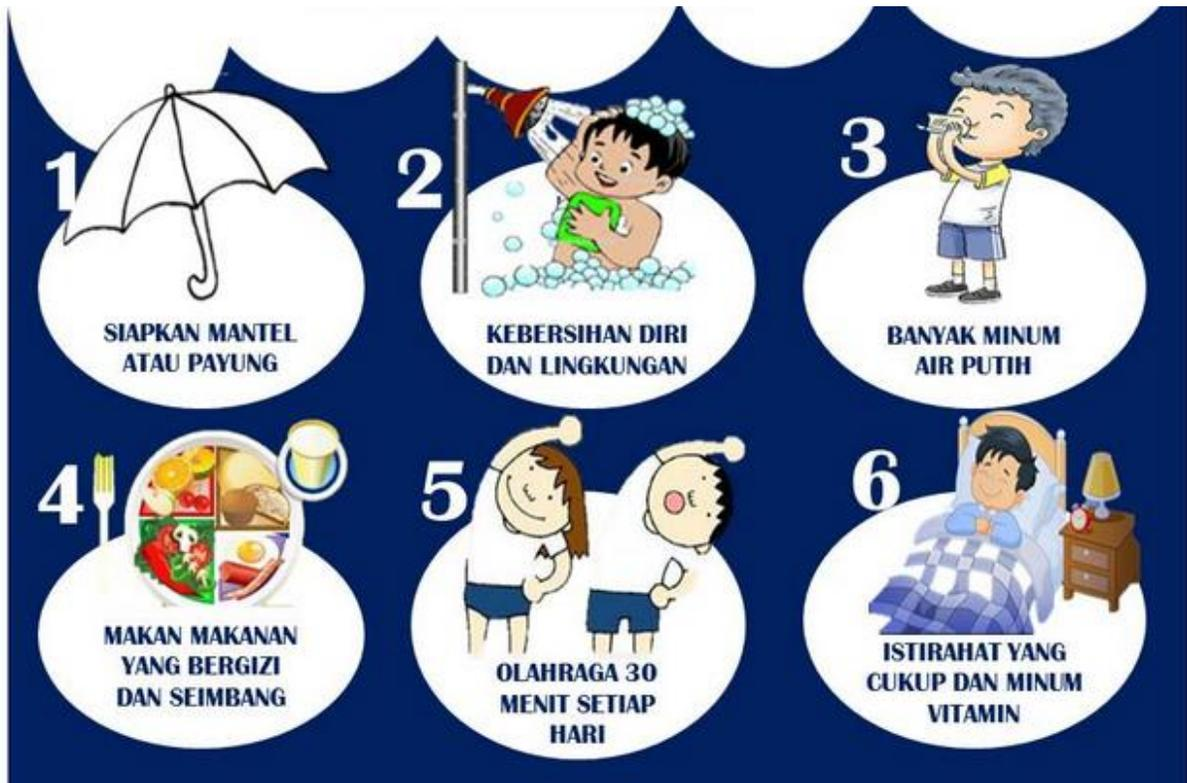 1
SIAPKAN MANTEL
ATAU PAYUNG
2
KEBERSIHAN DIRI
DAN LINGKUNGAN
3
BANYAK MINUM
AIR PUTIH
4
MAKAN MAKANAN
YANG BERGIZI
DAN SEIMBANG
5
OLAHRAGA 30
MENIT SETIAP
HARI
6
ISTIRAHAT YANG
CUKUP DAN MINUM
VITAMIN